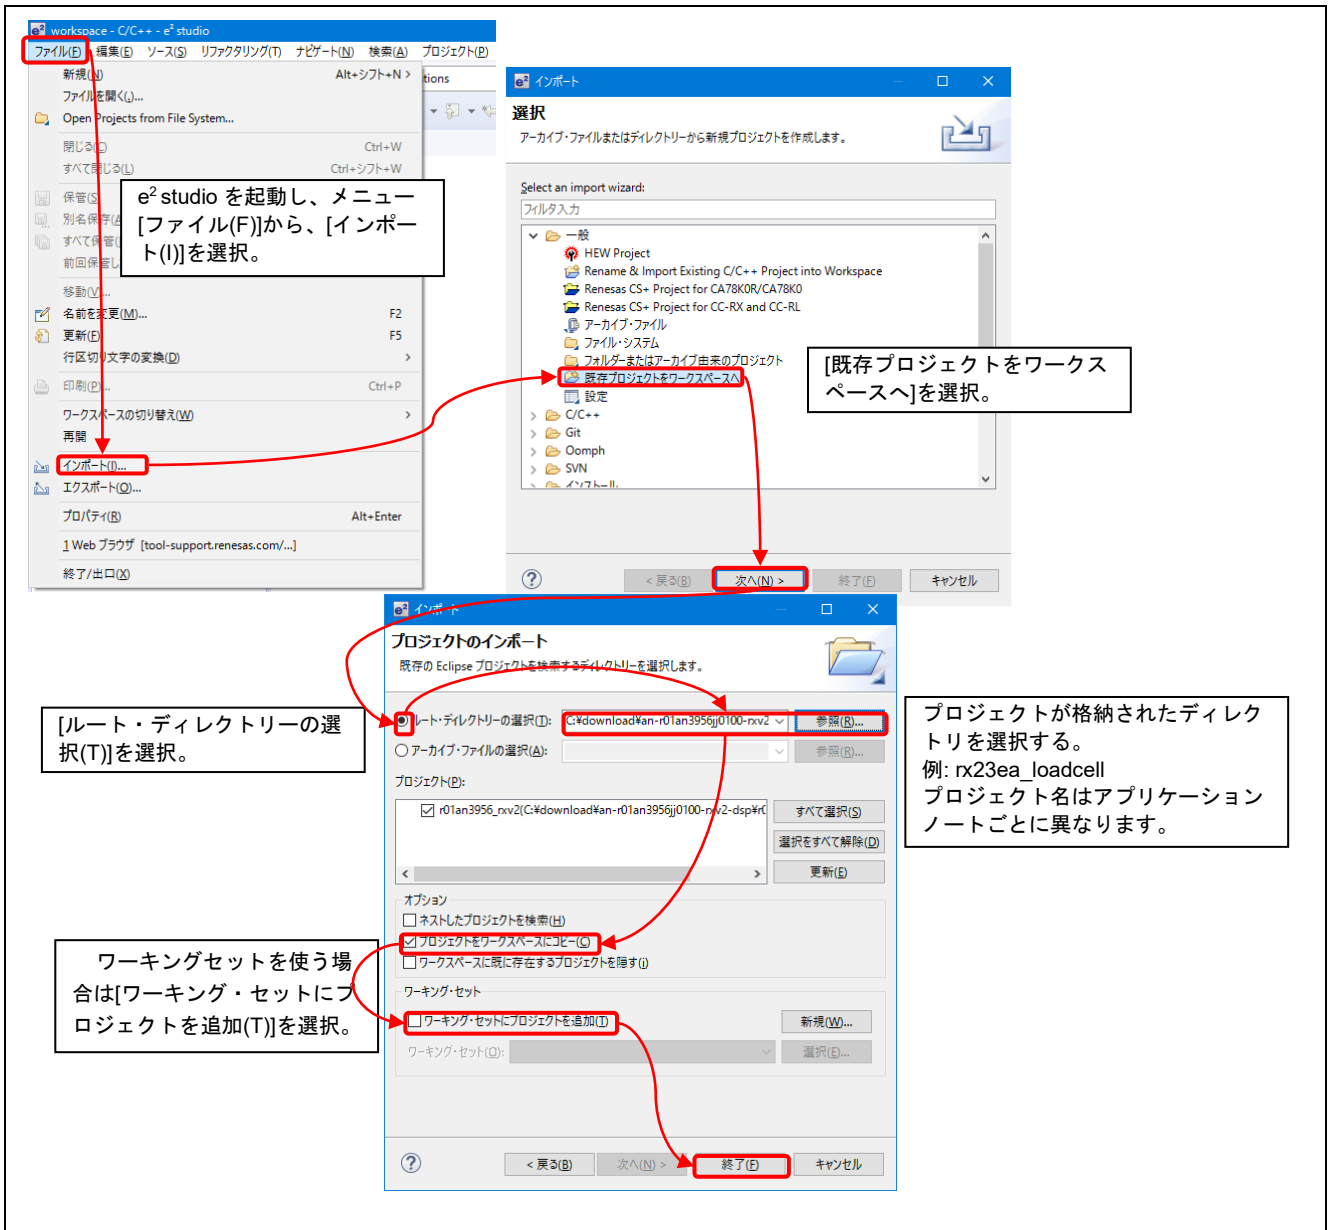 workspace - C/C++ - e² studio
ファイル(F) 編集(E) ソース(S) リファクタリング(T) ナビゲート(N) 検索(A) プロジェクト(P)
新規(N) Alt+シフト+N >
ファイルを開く(.)...
Open Projects from File System...
閉じる(C) Ctrl+W
すべて閉じる(L) Ctrl+シフト+W
保管(S
別名保存(A
すべて保管(
前回保管し
移動(V)...
名前を変更(M)... F2
更新(F) F5
行区切り文字の変換(D) >
印刷(P)... Ctrl+P
ワークスペースの切り替え(W) >
再開
インポート(I)...
エクスポート(O)...
プロパティ(R) Alt+Enter
1 Web ブラウザ [tool-support.renesas.com/...]
終了/出口(X)
tions
e² studio を起動し、メニュー
[ファイル(F)]から、[インポー
ト(I)]を選択。
e² インポート
選択
アーカイブ・ファイルまたはディレクトリーから新規プロジェクトを作成します。
Select an import wizard:
フィルタ入力
一般
HEW Project
Rename & Import Existing C/C++ Project into Workspace
Renesas CS+ Project for CA78K0R/CA78K0
Renesas CS+ Project for CC-RX and CC-RL
アーカイブ・ファイル
ファイル・システム
フォルダーまたはアーカイブ由来のプロジェクト
既存プロジェクトをワークスペースへ
設定
C/C++
Git
Oomph
SVN
インストール
< 戻る(B) 次へ(N) > 終了(F) キャンセル
[既存プロジェクトをワークス
ペースへ]を選択。
e² インポート
プロジェクトのインポート
既存の Eclipse プロジェクトを検索するディレクトリーを選択します。
ルート・ディレクトリーの選択(T): C:¥download¥an-r01an3956jj0100-rxv2 参照(R)...
アーカイブ・ファイルの選択(A): 参照(R)...
プロジェクト(P):
r01an3956_rxv2(C:¥download¥an-r01an3956jj0100-rxv2-dsp¥r0
すべて選択(S)
選択をすべて解除(D)
更新(E)
オプション
ネストしたプロジェクトを検索(H)
プロジェクトをワークスペースにコピー(C)
ワークスペースに既に存在するプロジェクトを隠す(i)
ワーキング・セット
ワーキング・セットにプロジェクトを追加(T) 新規(W)...
ワーキング・セット(O): 選択(E)...
< 戻る(B) 次へ(N) > 終了(F) キャンセル
[ルート・ディレクトリーの選
択(T)]を選択。
プロジェクトが格納されたディレク
トリを選択する。
例: rx23ea_loadcell
プロジェクト名はアプリケーション
ノートごとに異なります。
ワーキングセットを使う場
合は[ワーキング・セットにプ
ロジェクトを追加(T)]を選択。